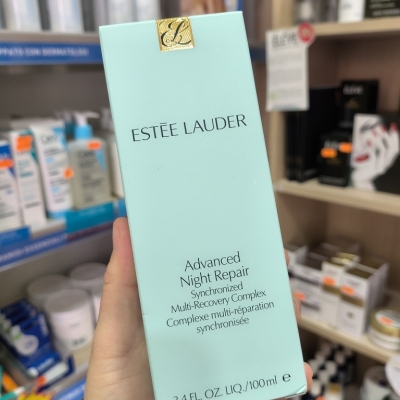 ESTĒE LAUDER
Advanced
Night Repair
Synchronized
Multi-Recovery Complex
Complexe multi-réparation
synchronisée
3.4 FL. OZ. LIQ./100 ml e